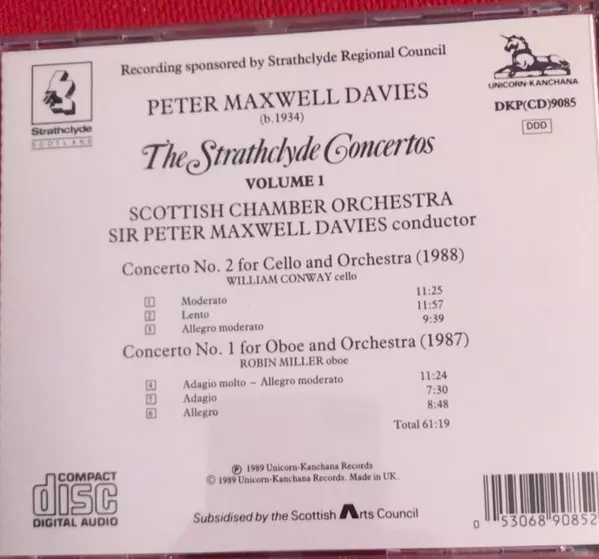 Recording sponsored by Strathclyde Regional Council
Strathclyde
SCOTLAND
UNICORN-KANCHANA
DKP(CD)9085
DDD
PETER MAXWELL DAVIES
(b.1934)
The Strathclyde Concertos
VOLUME 1
SCOTTISH CHAMBER ORCHESTRA
SIR PETER MAXWELL DAVIES conductor
Concerto No. 2 for Cello and Orchestra (1988)
WILLIAM CONWAY cello
1 Moderato 11:25
2 Lento 11:57
3 Allegro moderato 9:39
Concerto No. 1 for Oboe and Orchestra (1987)
ROBIN MILLER oboe
4 Adagio molto – Allegro moderato 11:24
5 Adagio 7:30
6 Allegro 8:48
Total 61:19
Ⓟ 1989 Unicorn-Kanchana Records
© 1989 Unicorn-Kanchana Records. Made in UK.
COMPACT
disc
DIGITAL AUDIO
Subsidised by the Scottish Arts Council
0 53068 90852